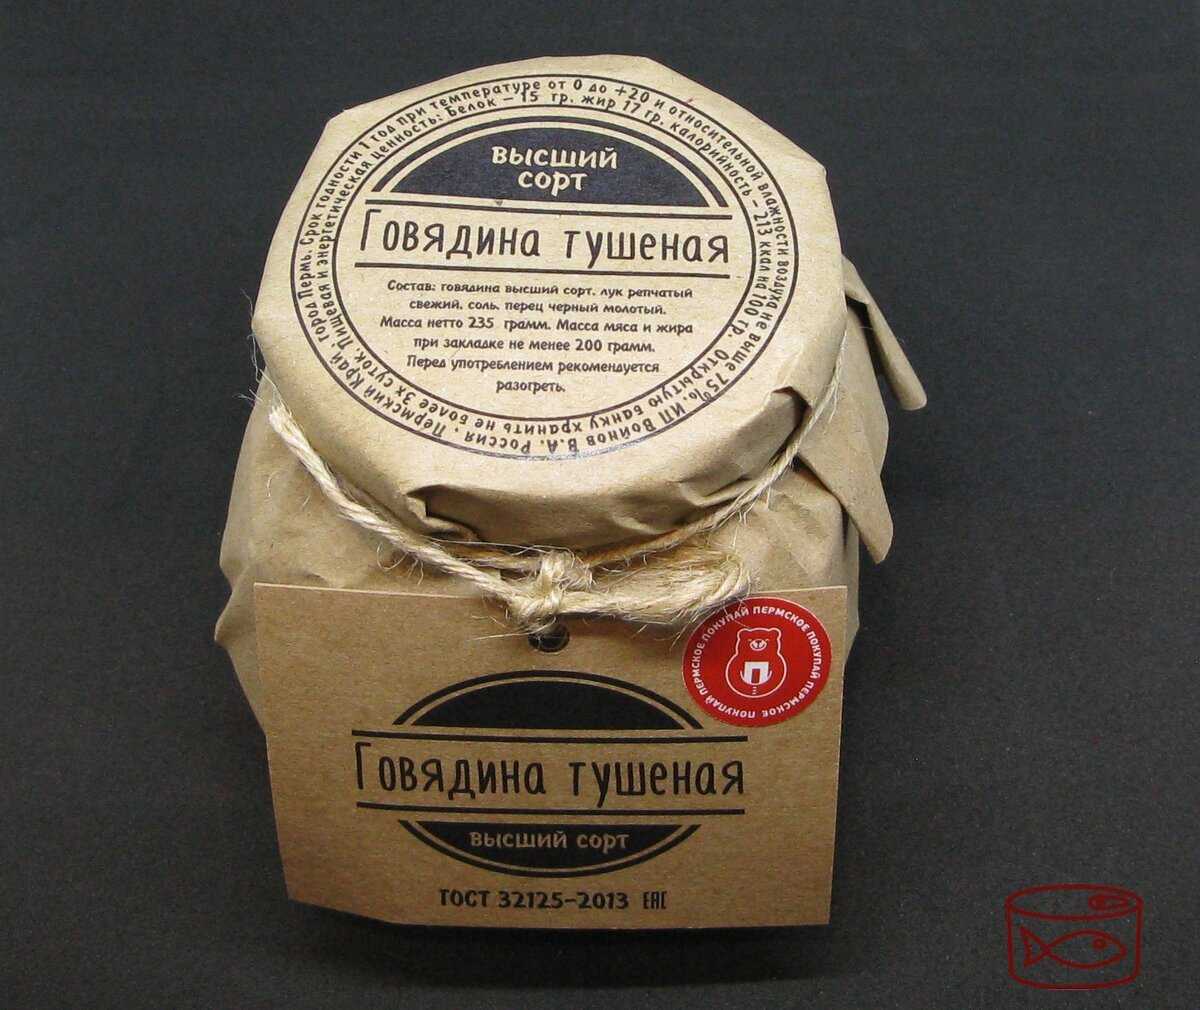 Город Пермь. Срок годности 1 год при температуре от 0 до +20 и относительной влажности воздуха не выше 75%. ИП Войнов В.А. Россия. Пермский Край.
Пищевая и энергетическая ценность: Белок – 15 гр. жир 17 гр. калорийность – 213 ккал на 100 гр. Открытую банку хранить не более 3х суток.
высший
сорт
Говядина тушеная
Состав: говядина высший сорт, лук репчатый
свежий, соль, перец черный молотый.
Масса нетто 235 грамм. Масса мяса и жира
при закладке не менее 200 грамм.
Перед употреблением рекомендуется
разогреть.
ПОКУПАЙ ПЕРМСКОЕ ПОКУПАЙ ПЕРМСКОЕ ПОКУПАЙ ПЕРМСКОЕ
Говядина тушеная
высший сорт
ГОСТ 32125-2013 ЕАС